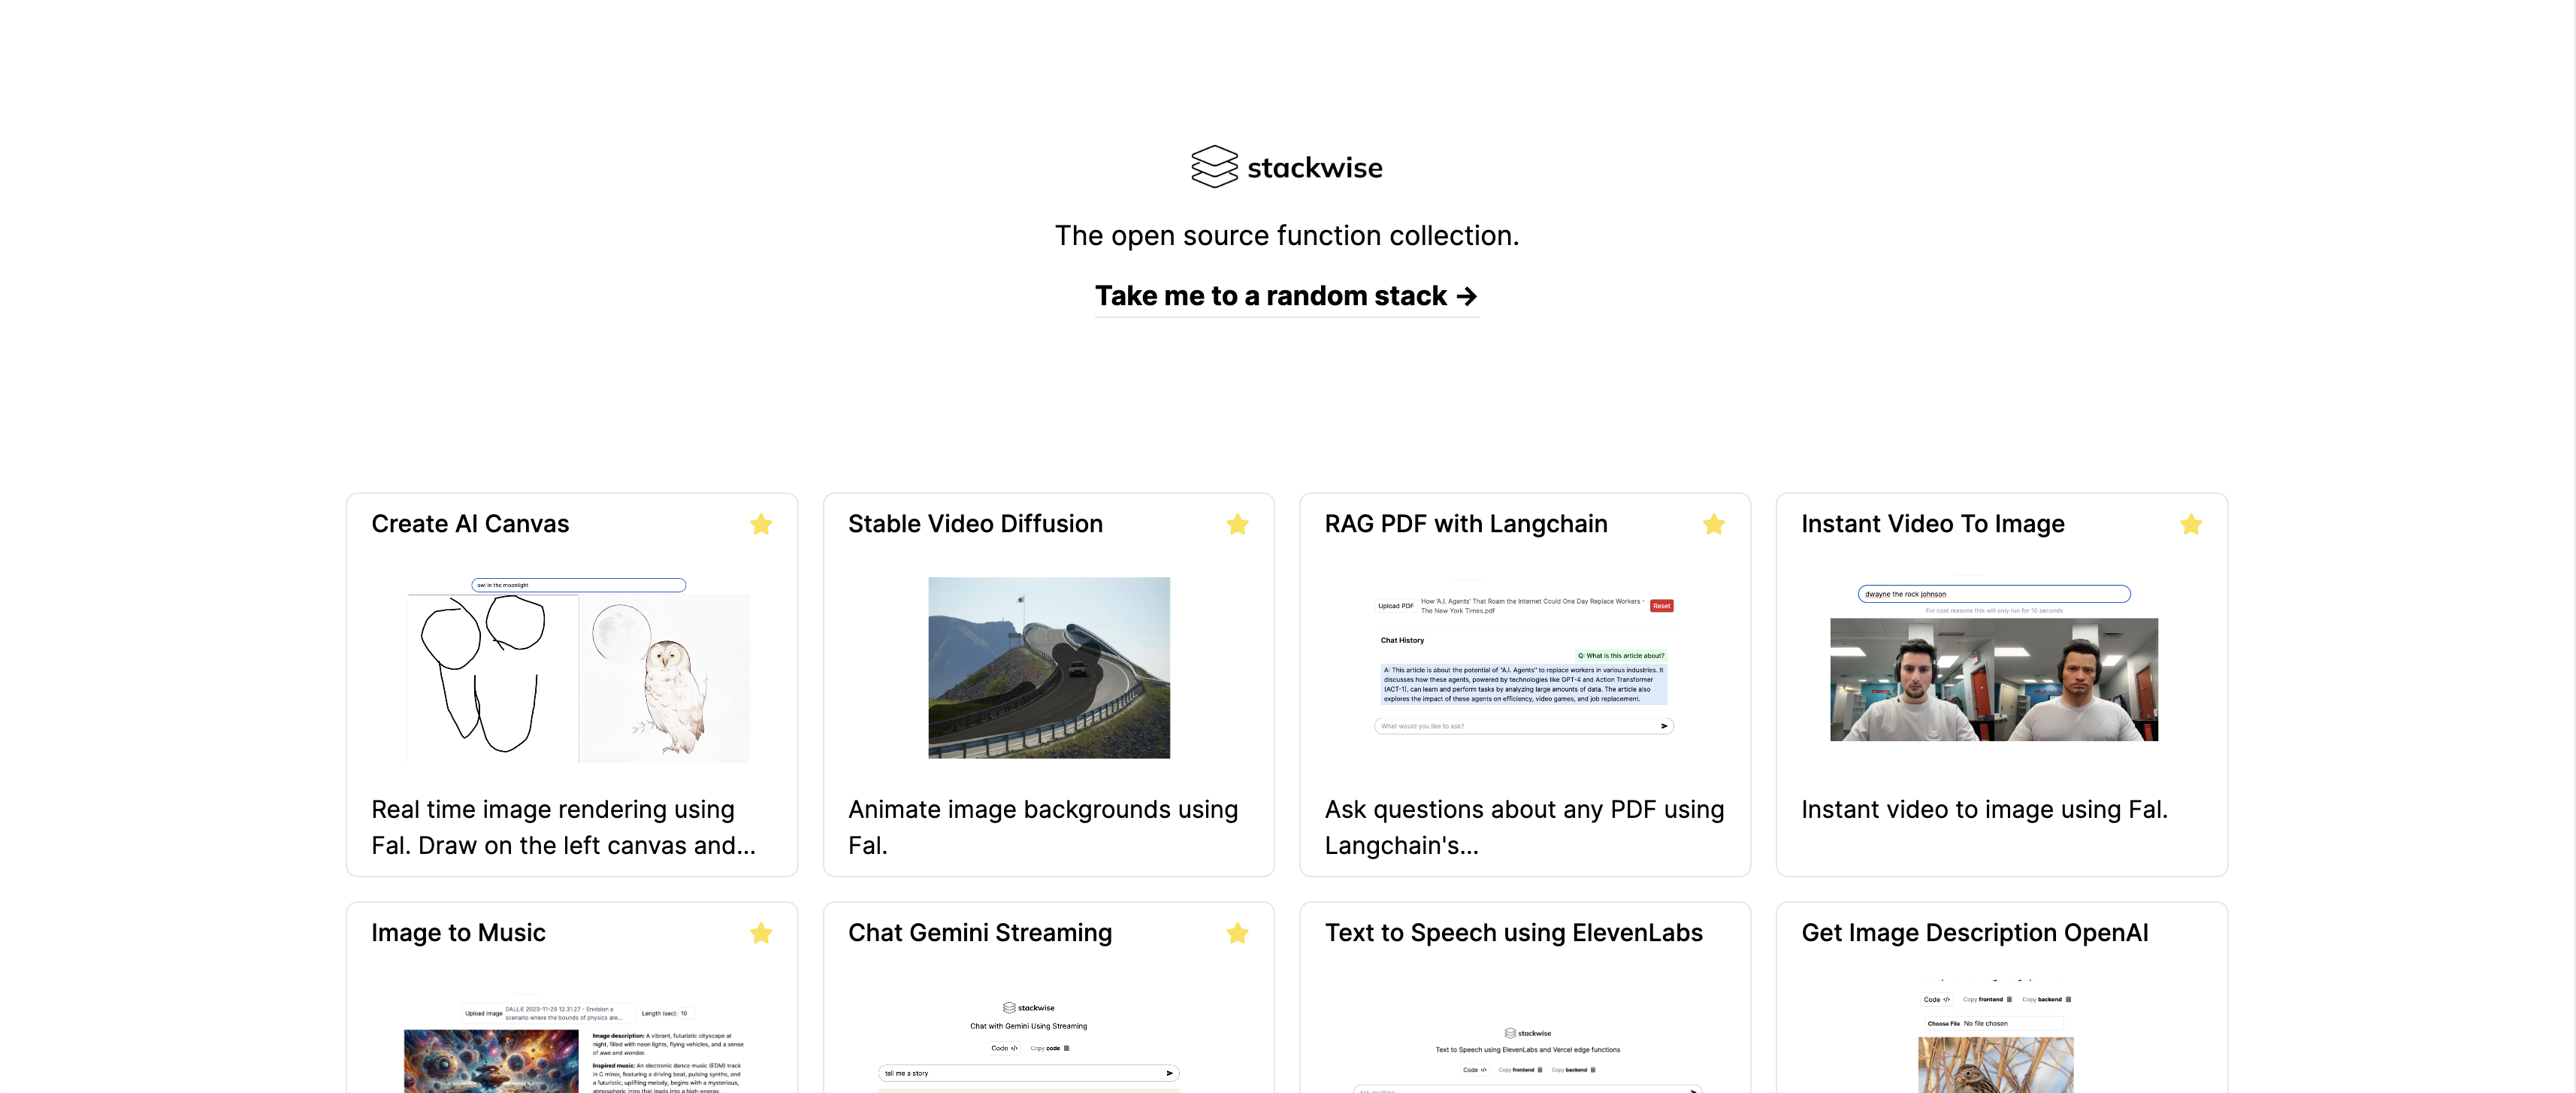 stackwise
The open source function collection.
Take me to a random stack →
Create AI Canvas
owl in the moonlight
Real time image rendering using
Fal. Draw on the left canvas and...
Stable Video Diffusion
Animate image backgrounds using
Fal.
RAG PDF with Langchain
Upload PDF
How 'A.I. Agents' That Roam the Internet Could One Day Replace Workers -
The New York Times.pdf
Reset
Chat History
Q: What is this article about?
A: This article is about the potential of "A.I. Agents" to replace workers in various industries. It
discusses how these agents, powered by technologies like GPT-4 and Action Transformer
(ACT-1), can learn and perform tasks by analyzing large amounts of data. The article also
explores the impact of these agents on efficiency, video games, and job replacement.
What would you like to ask?
Ask questions about any PDF using
Langchain's...
Instant Video To Image
dwayne the rock johnson
For cost reasons this will only run for 10 seconds
Instant video to image using Fal.
Image to Music
Upload Image
DALL·E 2023-11-29 12.31.27 - Envision a
scenario where the bounds of physics are...
Length (sec): 10
Image description: A vibrant, futuristic cityscape at
night, filled with neon lights, flying vehicles, and a sense
of awe and wonder.
Inspired music: An electronic dance music (EDM) track
in C minor, featuring a driving beat, pulsing synths, and
a futuristic, uplifting melody, begins with a mysterious,
atmospheric intro that leads into a high-energy,
Chat Gemini Streaming
stackwise
Chat with Gemini Using Streaming
Code </>
Copy code
tell me a story
Text to Speech using ElevenLabs
stackwise
Text to Speech using ElevenLabs and Vercel edge functions
Code </>
Copy frontend
Copy backend
Ask anything
Get Image Description OpenAI
Code </>
Copy frontend
Copy backend
Choose File No file chosen